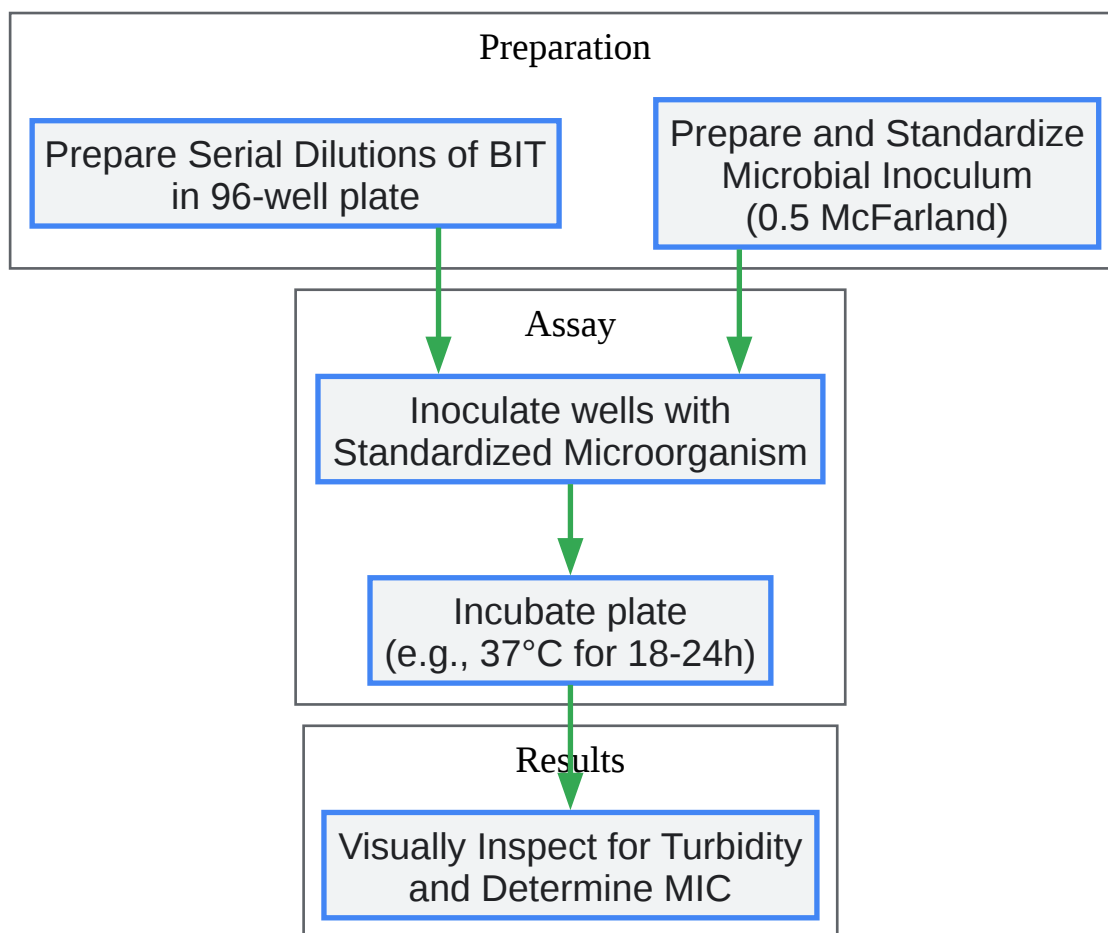 Preparation
Prepare Serial Dilutions of BIT
in 96-well plate
Prepare and Standardize
Microbial Inoculum
(0.5 McFarland)
Assay
Inoculate wells with
Standardized Microorganism
Incubate plate
(e.g., 37°C for 18-24h)
Results
Visually Inspect for Turbidity
and Determine MIC